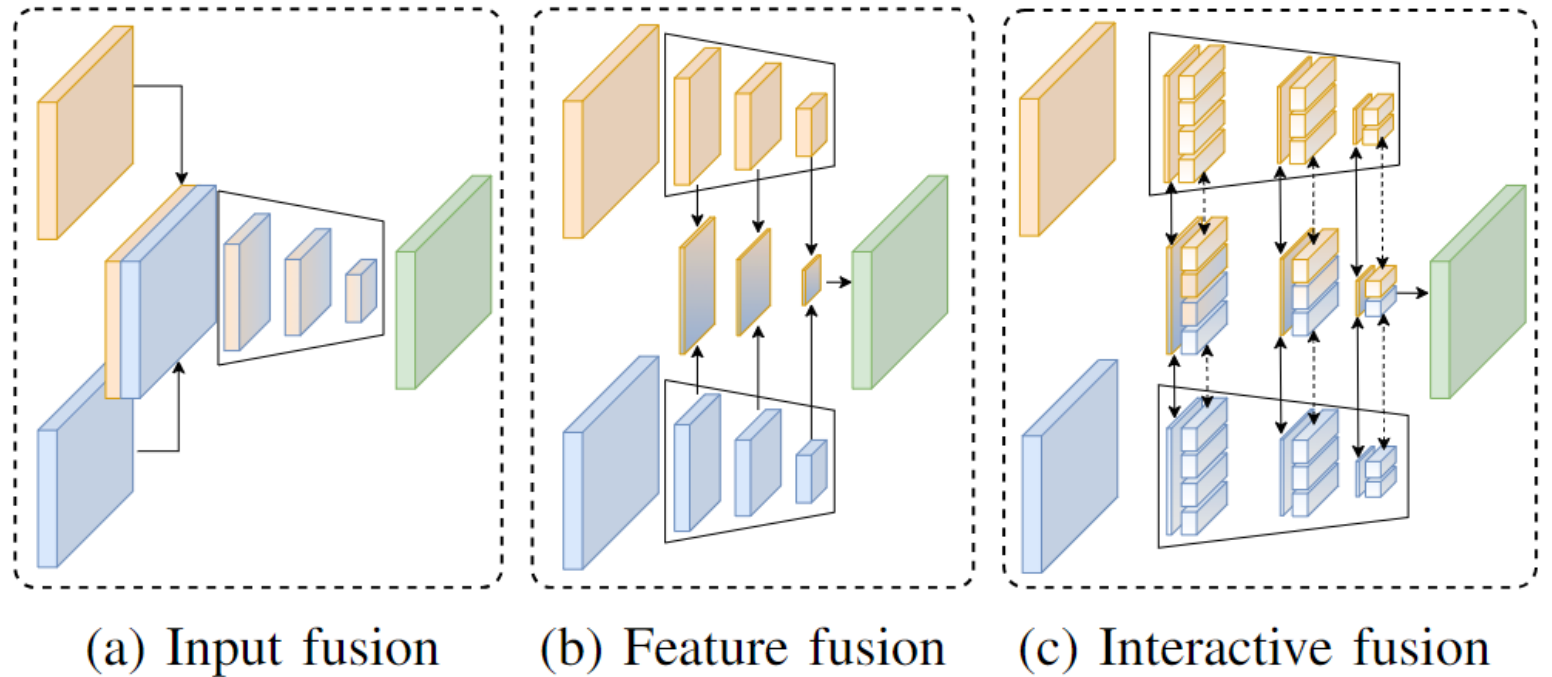 (a) Input fusion
(b) Feature fusion
(c) Interactive fusion